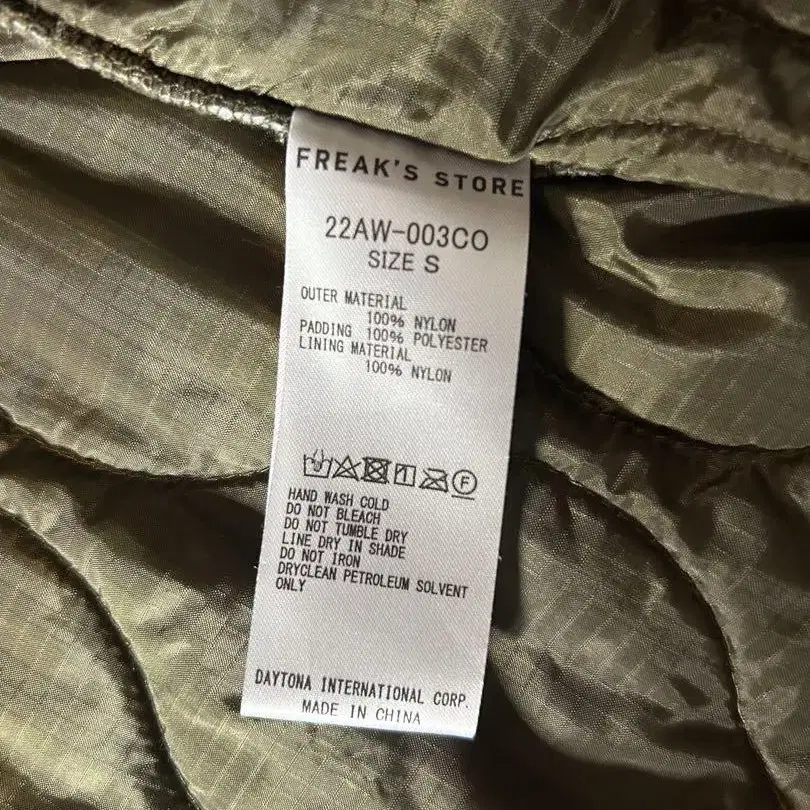 FREAK'S STORE
22AW-003CO
SIZE S
OUTER MATERIAL
100% NYLON
PADDING 100% POLYESTER
LINING MATERIAL
100% NYLON
F
HAND WASH COLD
DO NOT BLEACH
DO NOT TUMBLE DRY
LINE DRY IN SHADE
DO NOT IRON
DRYCLEAN PETROLEUM SOLVENT
ONLY
DAYTONA INTERNATIONAL CORP.
MADE IN CHINA